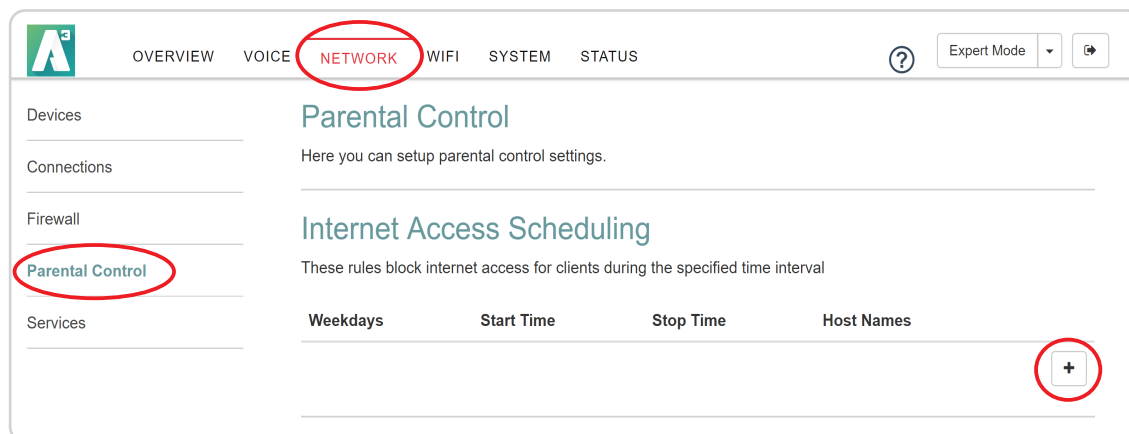 A3
OVERVIEW VOICE NETWORK WIFI SYSTEM STATUS ? Expert Mode
Devices
Connections
Firewall
Parental Control
Services
Parental Control
Here you can setup parental control settings.
Internet Access Scheduling
These rules block internet access for clients during the specified time interval
Weekdays Start Time Stop Time Host Names
+